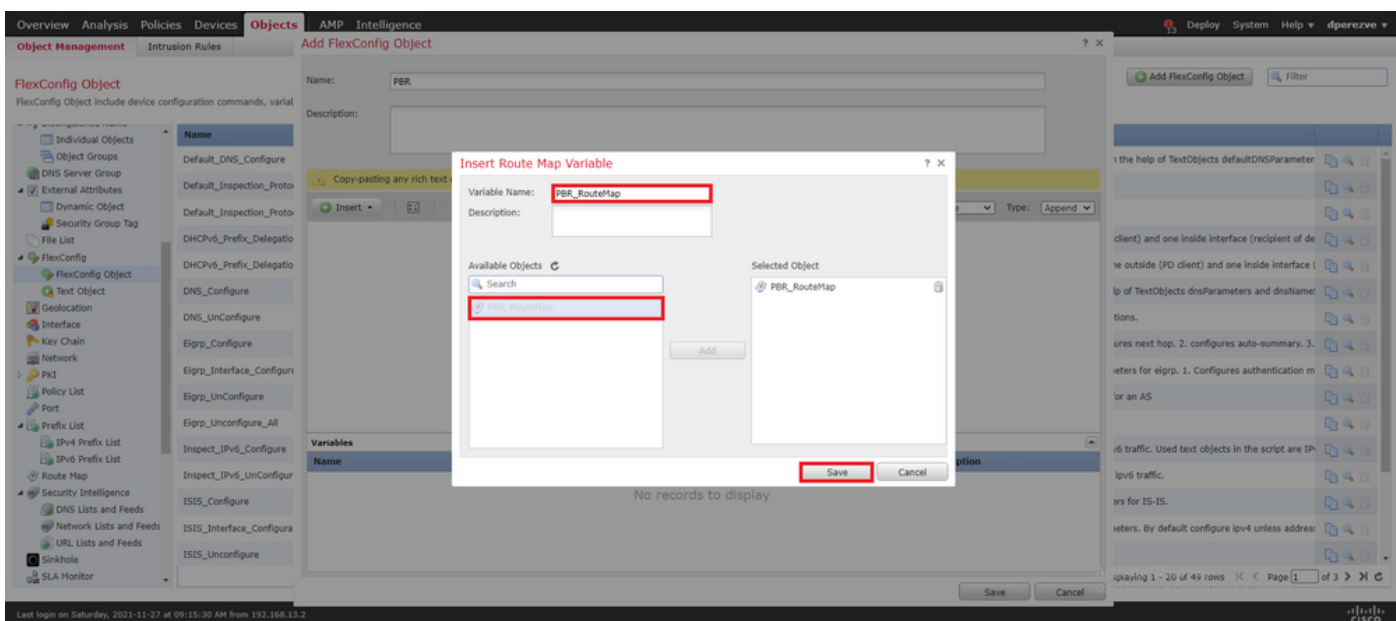 Overview Analysis Policies Devices Objects AMP Intelligence
13 Deploy System Help dperezve
Object Management Intrusion Rules
Add FlexConfig Object ? X
FlexConfig Object
FlexConfig Object include device configuration commands, variat
Add FlexConfig Object Filter
Name: PBR
Description:
Copy-pasting any rich text
Insert
Type: Append
Individual Objects
Object Groups
DNS Server Group
External Attributes
Dynamic Object
Security Group Tag
File List
FlexConfig
FlexConfig Object
Text Object
Geolocation
Interface
Key Chain
Network
PKI
Policy List
Port
Prefix List
IPv4 Prefix List
IPv6 Prefix List
Route Map
Security Intelligence
DNS Lists and Feeds
Network Lists and Feeds
URL Lists and Feeds
Sinkhole
SLA Monitor
Name
Default_DNS_Configure
Default_Inspection_Proto
Default_Inspection_Proto
DHCPv6_Prefix_Delegatio
DHCPv6_Prefix_Delegatio
DNS_Configure
DNS_UnConfigure
Eigrp_Configure
Eigrp_Interface_Configure
Eigrp_UnConfigure
Eigrp_Unconfigure_All
Inspect_IPv6_Configure
Inspect_IPv6_UnConfigur
ISIS_Configure
ISIS_Interface_Configura
ISIS_Unconfigure
Insert Route Map Variable ? X
Variable Name: PBR_RouteMap
Description:
Available Objects
Search
PBR_RouteMap
Add
Selected Object
PBR_RouteMap
Save Cancel
Variables
Name
ption
No records to display
the help of TextObjects defaultDNSParameter
client) and one inside interface (recipient of de
e outside (PD client) and one inside interface (
lp of TextObjects dnsParameters and dnsName
tions.
ures next hop. 2. configures auto-summary. 3.
eters for eigrp. 1. Configures authentication m
for an AS
v6 traffic. Used text objects in the script are IP
ipv6 traffic.
ers for IS-IS.
eters. By default configure ipv4 unless address
Save Cancel
splaying 1 - 20 of 49 rows Page 1 of 3
Last login on Saturday, 2021-11-27 at 09:15:30 AM from 192.168.13.2
CISCO